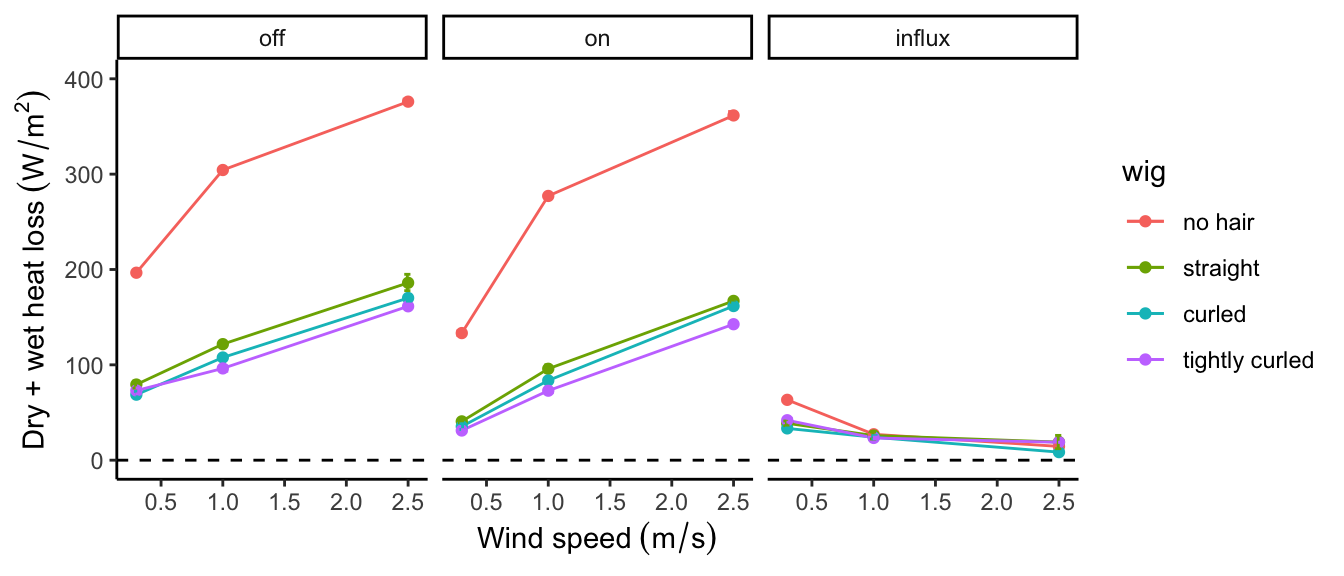 off on influx
Dry + wet heat loss (W/m²)
400
300
200
100
0
0.5 1.0 1.5 2.0 2.5 0.5 1.0 1.5 2.0 2.5 0.5 1.0 1.5 2.0 2.5
Wind speed (m/s)
wig
no hair
straight
curled
tightly curled